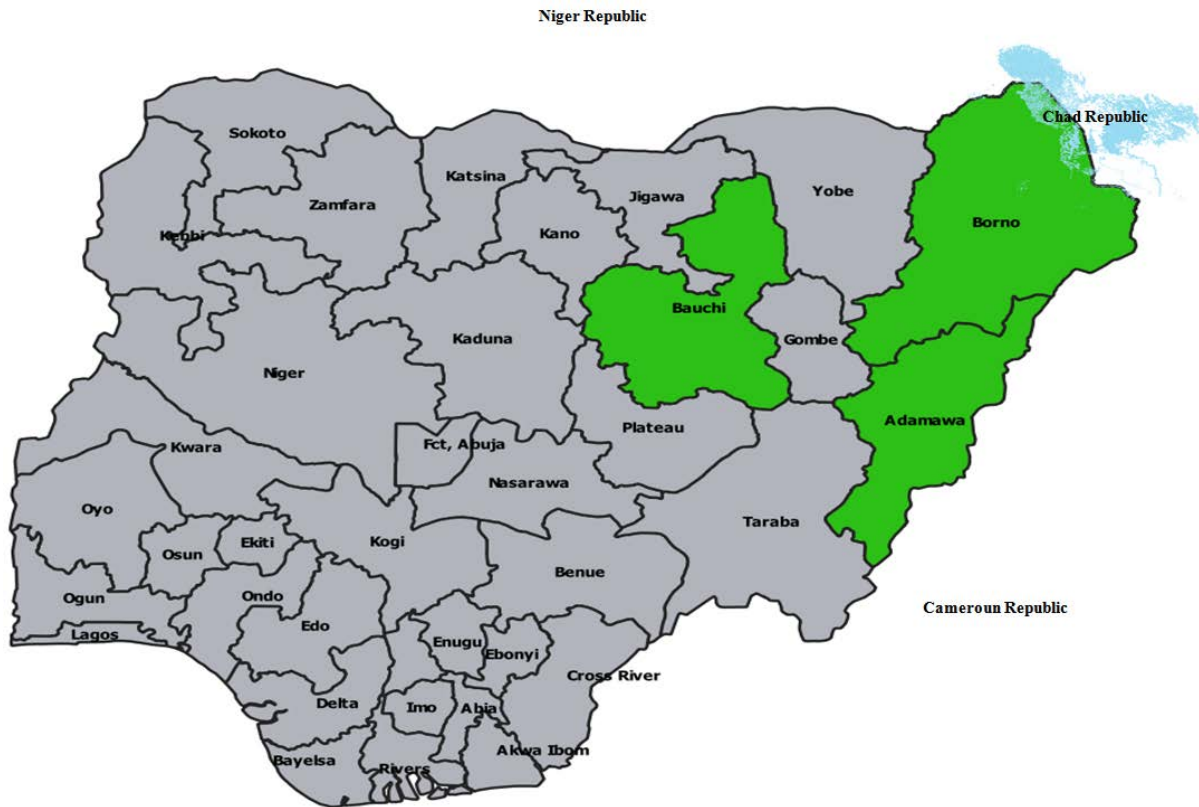 Niger Republic
Chad Republic
Sokoto
Katsina
Jigawa
Yobe
Zamfara
Kano
Borno
Kebbi
Bauchi
Kaduna
Gombe
Niger
Adamawa
Plateau
Fct, Abuja
Kwara
Nasarawa
Oyo
Taraba
Kogi
Ekiti
Osun
Benue
Ogun
Ondo
Cameroun Republic
Edo
Lagos
Enugu
Ebonyi
Cross River
Delta
Imo
Abia
Akwa Ibom
Bayelsa
Rivers